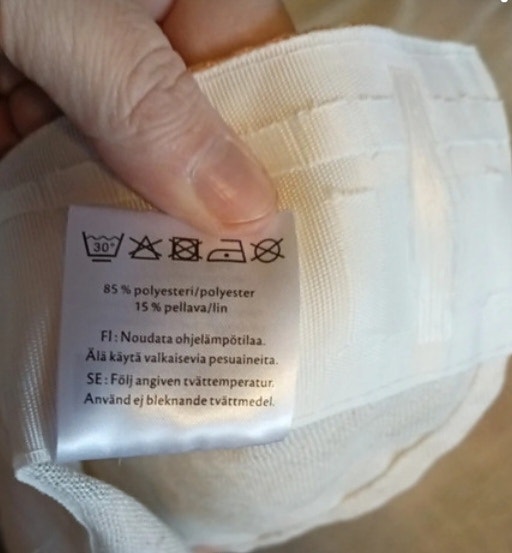 30°
85 % polyesteri/polyester
15 % pellava/lin
FI: Noudata ohjelämpötilaa.
Älä käytä valkaisevia pesuaineita.
SE: Följ angiven tvättemperatur.
Använd ej bleknande tvättmedel.